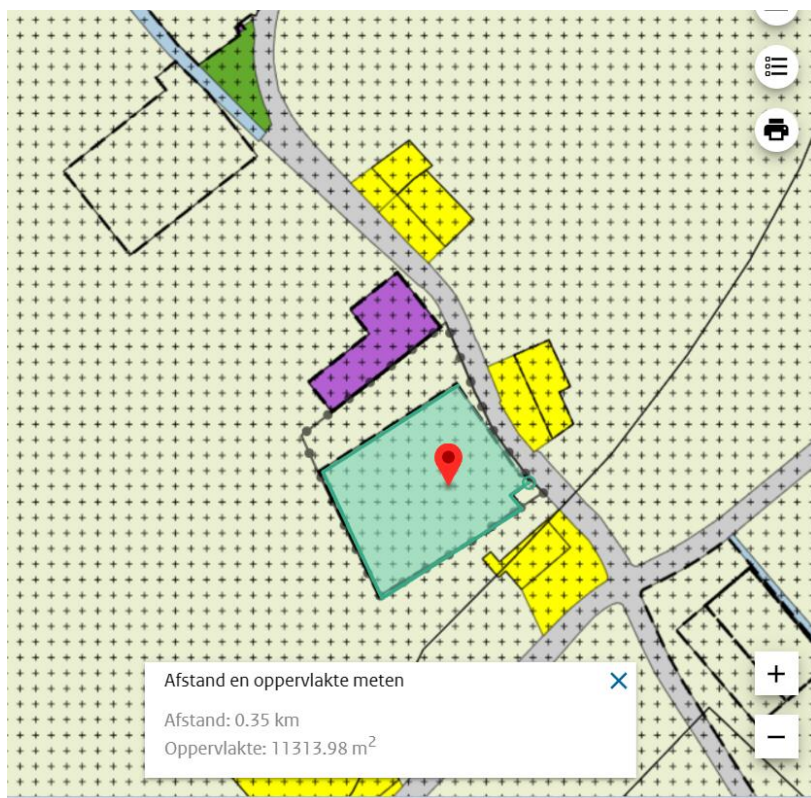 Afstand en oppervlakte meten
Afstand: 0.35 km
Oppervlakte: 11313.98 m²